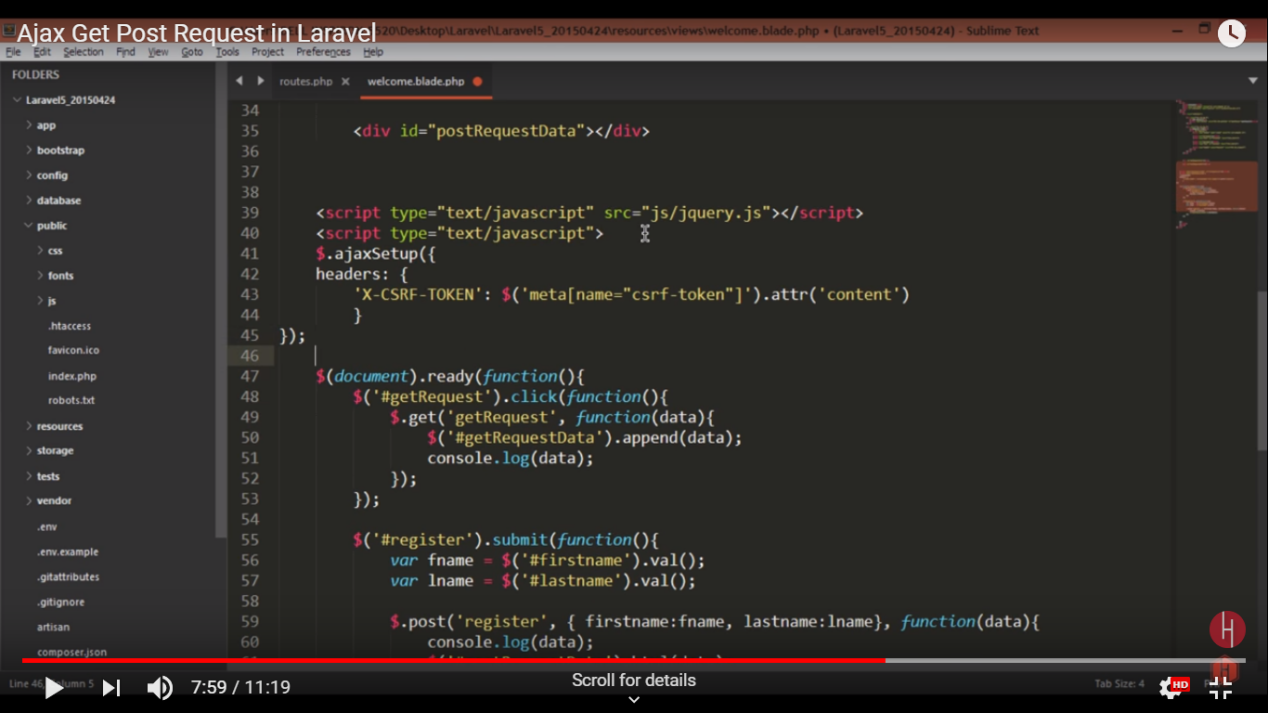 Ajax Get Post Request in Laravel
520\Desktop\Laravel\Laravel5_20150424\resources\views\welcome.blade.php • (Laravel5_20150424) - Sublime Text
File Edit Selection Find View Goto Tools Project Preferences Help
FOLDERS
Laravel5_20150424
app
bootstrap
config
database
public
css
fonts
js
.htaccess
favicon.ico
index.php
robots.txt
resources
storage
tests
vendor
.env
.env.example
.gitattributes
.gitignore
artisan
composer.json
routes.php
welcome.blade.php
34
35 <div id="postRequestData"></div>
36
37
38
39 <script type="text/javascript" src="js/jquery.js"></script>
40 <script type="text/javascript">
41 $.ajaxSetup({
42 headers: {
43 'X-CSRF-TOKEN': $('meta[name="csrf-token"]').attr('content')
44 }
45 });
46
47 $(document).ready(function(){
48 $('#getRequest').click(function(){
49 $.get('getRequest', function(data){
50 $('#getRequestData').append(data);
51 console.log(data);
52 });
53 });
54
55 $('#register').submit(function(){
56 var fname = $('#firstname').val();
57 var lname = $('#lastname').val();
58
59 $.post('register', { firstname:fname, lastname:lname}, function(data){
60 console.log(data);
H
Tab Size: 4
7:59 / 11:19
Scroll for details
HD